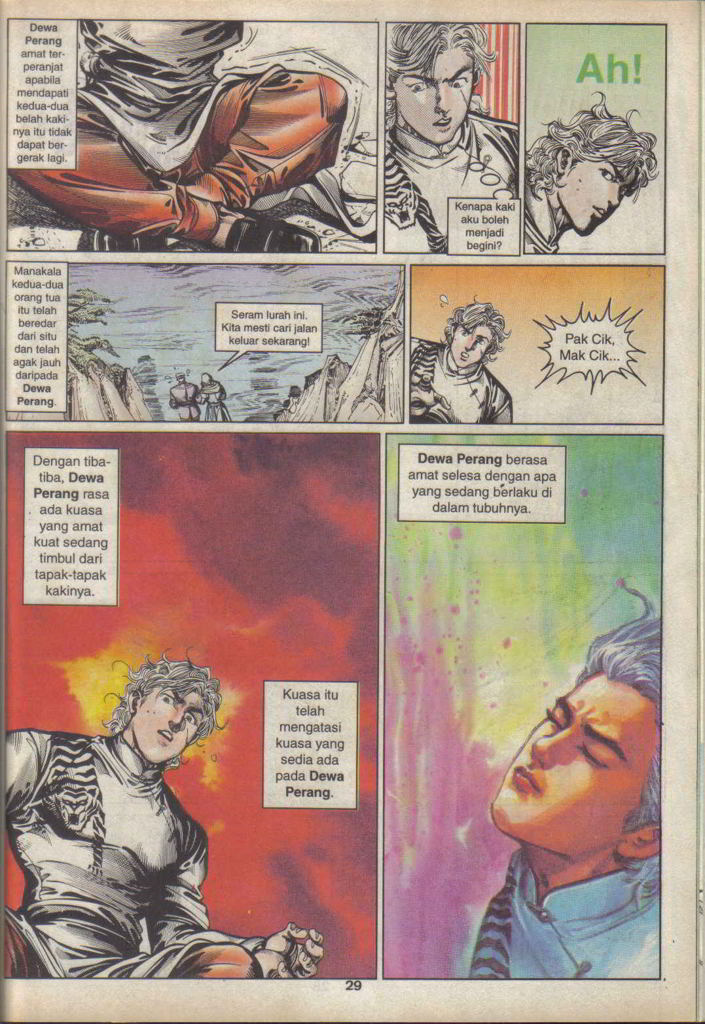 Dewa
Perang
amat ter-
peranjat
apabila
mendapati
kedua-dua
belah kaki-
nya itu tidak
dapat ber-
gerak lagi.
Kenapa kaki
aku boleh
menjadi
begini?
Ah!
Manakala
kedua-dua
orang tua
itu telah
beredar
dari situ
dan telah
agak jauh
daripada
Dewa
Perang.
Seram lurah ini.
Kita mesti cari jalan
keluar sekarang!
Pak Cik,
Mak Cik...
Dengan tiba-
tiba, Dewa
Perang rasa
ada kuasa
yang amat
kuat sedang
timbul dari
tapak-tapak
kakinya.
Kuasa itu
telah
mengatasi
kuasa yang
sedia ada
pada Dewa
Perang.
Dewa Perang berasa
amat selesa dengan apa
yang sedang berlaku di
dalam tubuhnya.
29